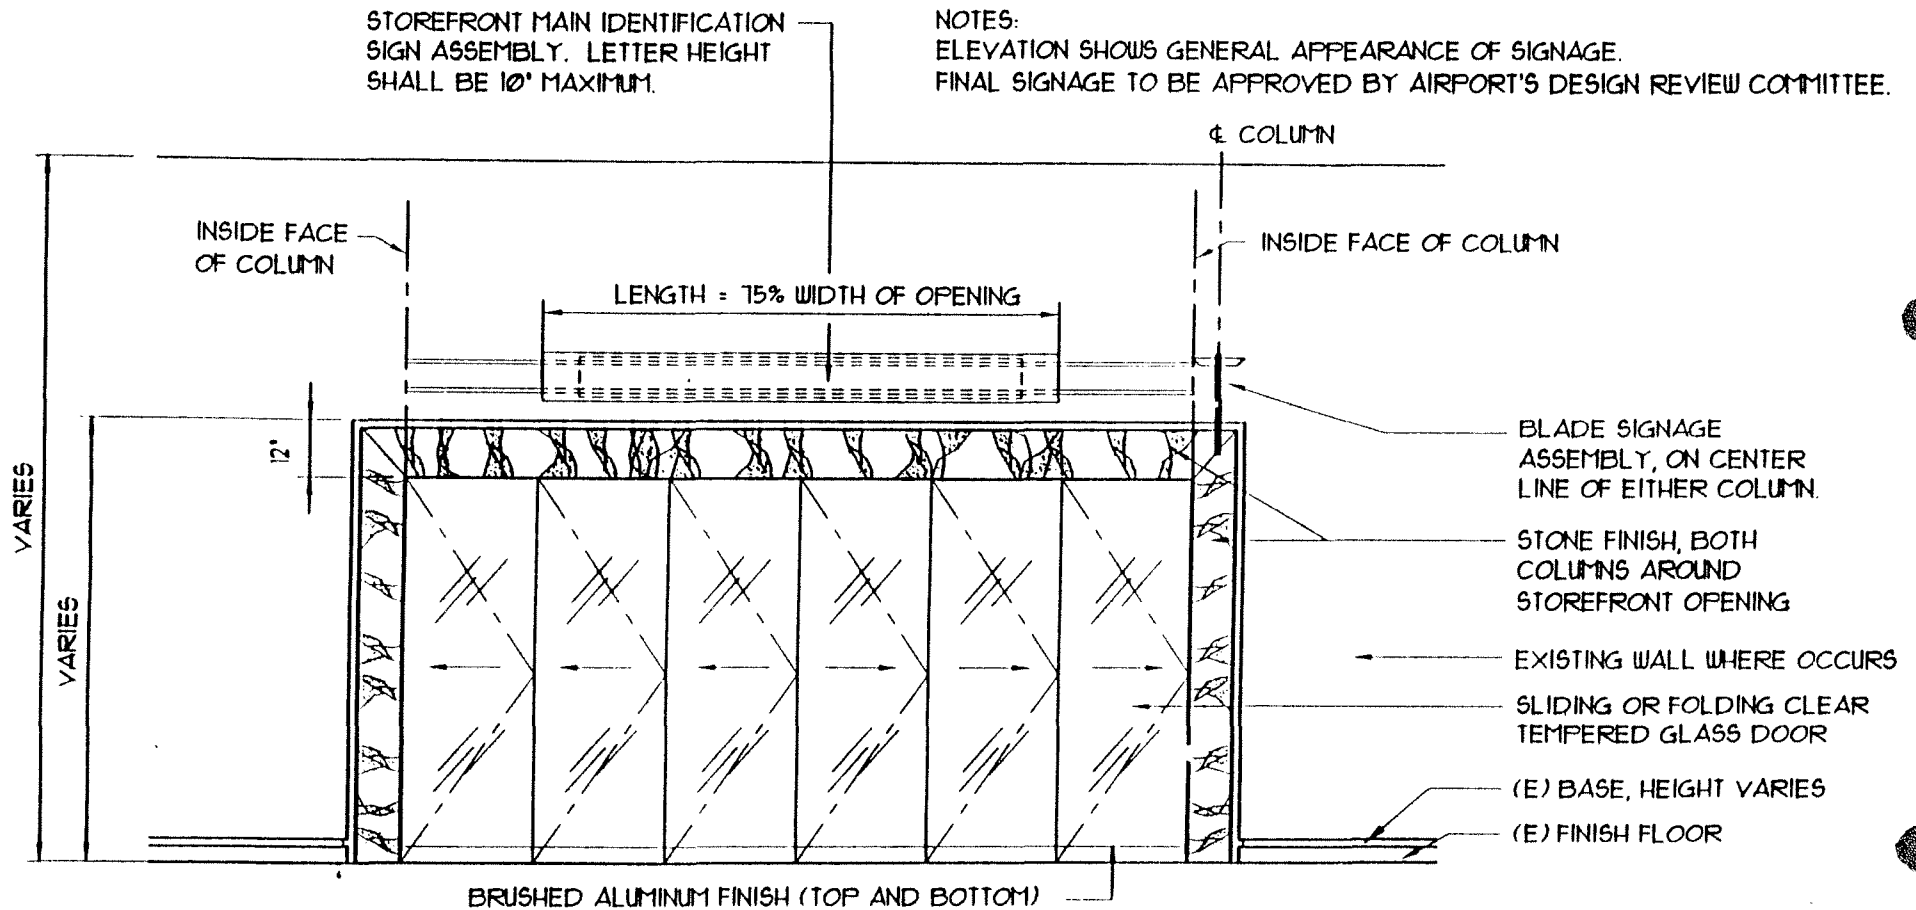 STOREFRONT MAIN IDENTIFICATION
SIGN ASSEMBLY. LETTER HEIGHT
SHALL BE 10" MAXIMUM.
NOTES:
ELEVATION SHOWS GENERAL APPEARANCE OF SIGNAGE.
FINAL SIGNAGE TO BE APPROVED BY AIRPORT'S DESIGN REVIEW COMMITTEE.
℄ COLUMN
INSIDE FACE
OF COLUMN
INSIDE FACE OF COLUMN
LENGTH = 75% WIDTH OF OPENING
12"
VARIES
VARIES
BLADE SIGNAGE
ASSEMBLY, ON CENTER
LINE OF EITHER COLUMN.
STONE FINISH, BOTH
COLUMNS AROUND
STOREFRONT OPENING
EXISTING WALL WHERE OCCURS
SLIDING OR FOLDING CLEAR
TEMPERED GLASS DOOR
(E) BASE, HEIGHT VARIES
(E) FINISH FLOOR
BRUSHED ALUMINUM FINISH (TOP AND BOTTOM)